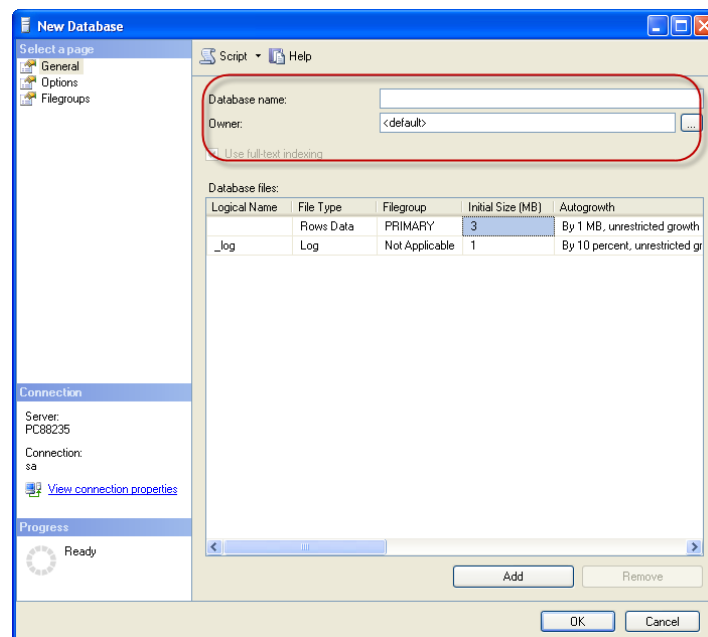 New Database
Select a page
General
Options
Filegroups
Script Help
Database name:
Owner: <default> ...
Use full-text indexing
Database files:
Logical Name File Type Filegroup Initial Size (MB) Autogrowth
Rows Data PRIMARY 3 By 1 MB, unrestricted growth
_log Log Not Applicable 1 By 10 percent, unrestricted gr
Connection
Server:
PC88235
Connection:
sa
View connection properties
Progress
Ready
Add Remove
OK Cancel